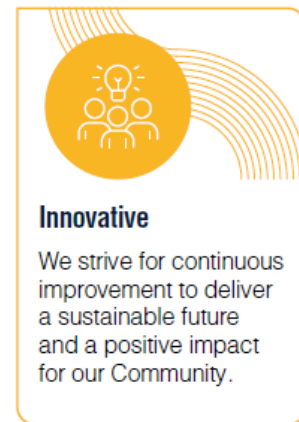 Innovative
We strive for continuous
improvement to deliver
a sustainable future
and a positive impact
for our Community.